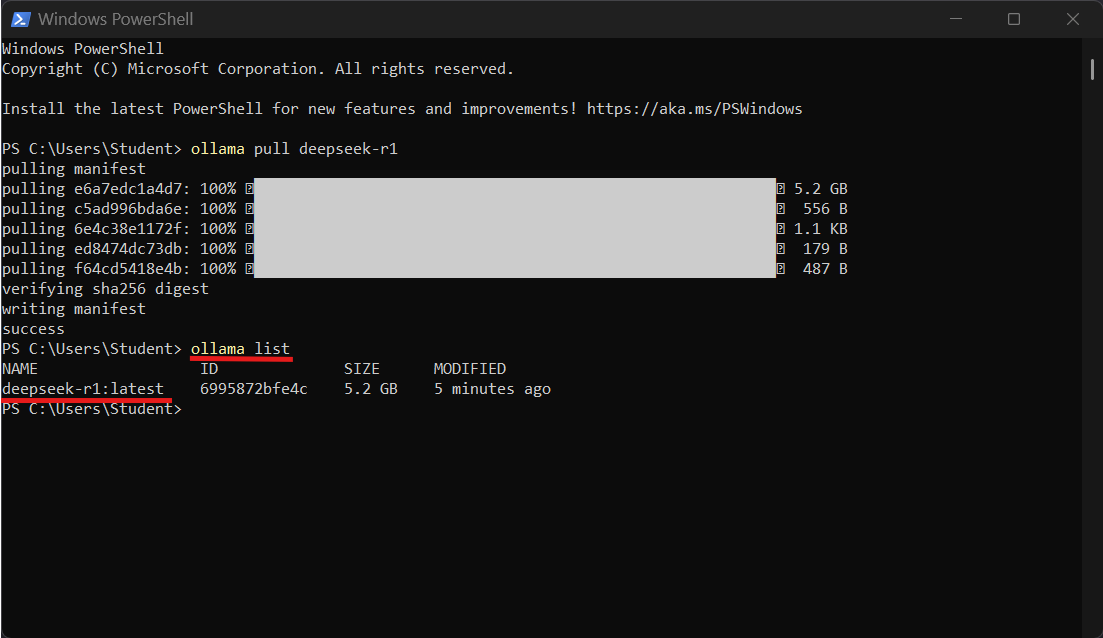 Windows PowerShell
Windows PowerShell
Copyright (C) Microsoft Corporation. All rights reserved.
Install the latest PowerShell for new features and improvements! https://aka.ms/PSWindows
PS C:\Users\Student> ollama pull deepseek-r1
pulling manifest
pulling e6a7edc1a4d7: 100% 5.2 GB
pulling c5ad996bda6e: 100% 556 B
pulling 6e4c38e1172f: 100% 1.1 KB
pulling ed8474dc73db: 100% 179 B
pulling f64cd5418e4b: 100% 487 B
verifying sha256 digest
writing manifest
success
PS C:\Users\Student> ollama list
NAME ID SIZE MODIFIED
deepseek-r1:latest 6995872bfe4c 5.2 GB 5 minutes ago
PS C:\Users\Student>